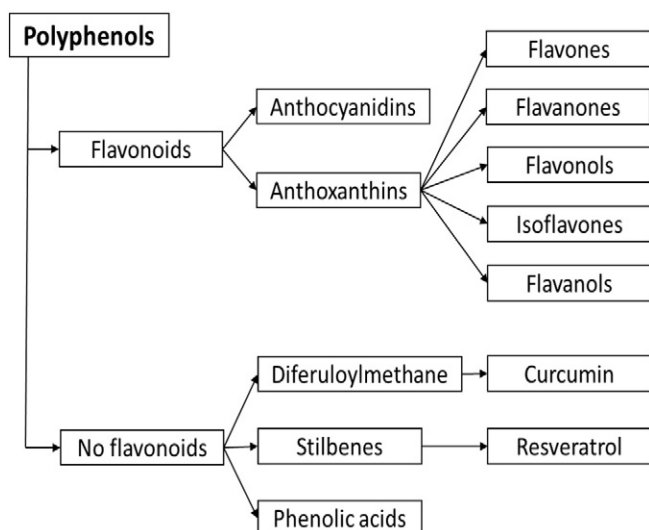 Polyphenols
Flavonoids
Anthocyanidins
Anthoxanthins
Flavones
Flavanones
Flavonols
Isoflavones
Flavanols
No flavonoids
Diferuloylmethane
Curcumin
Stilbenes
Resveratrol
Phenolic acids